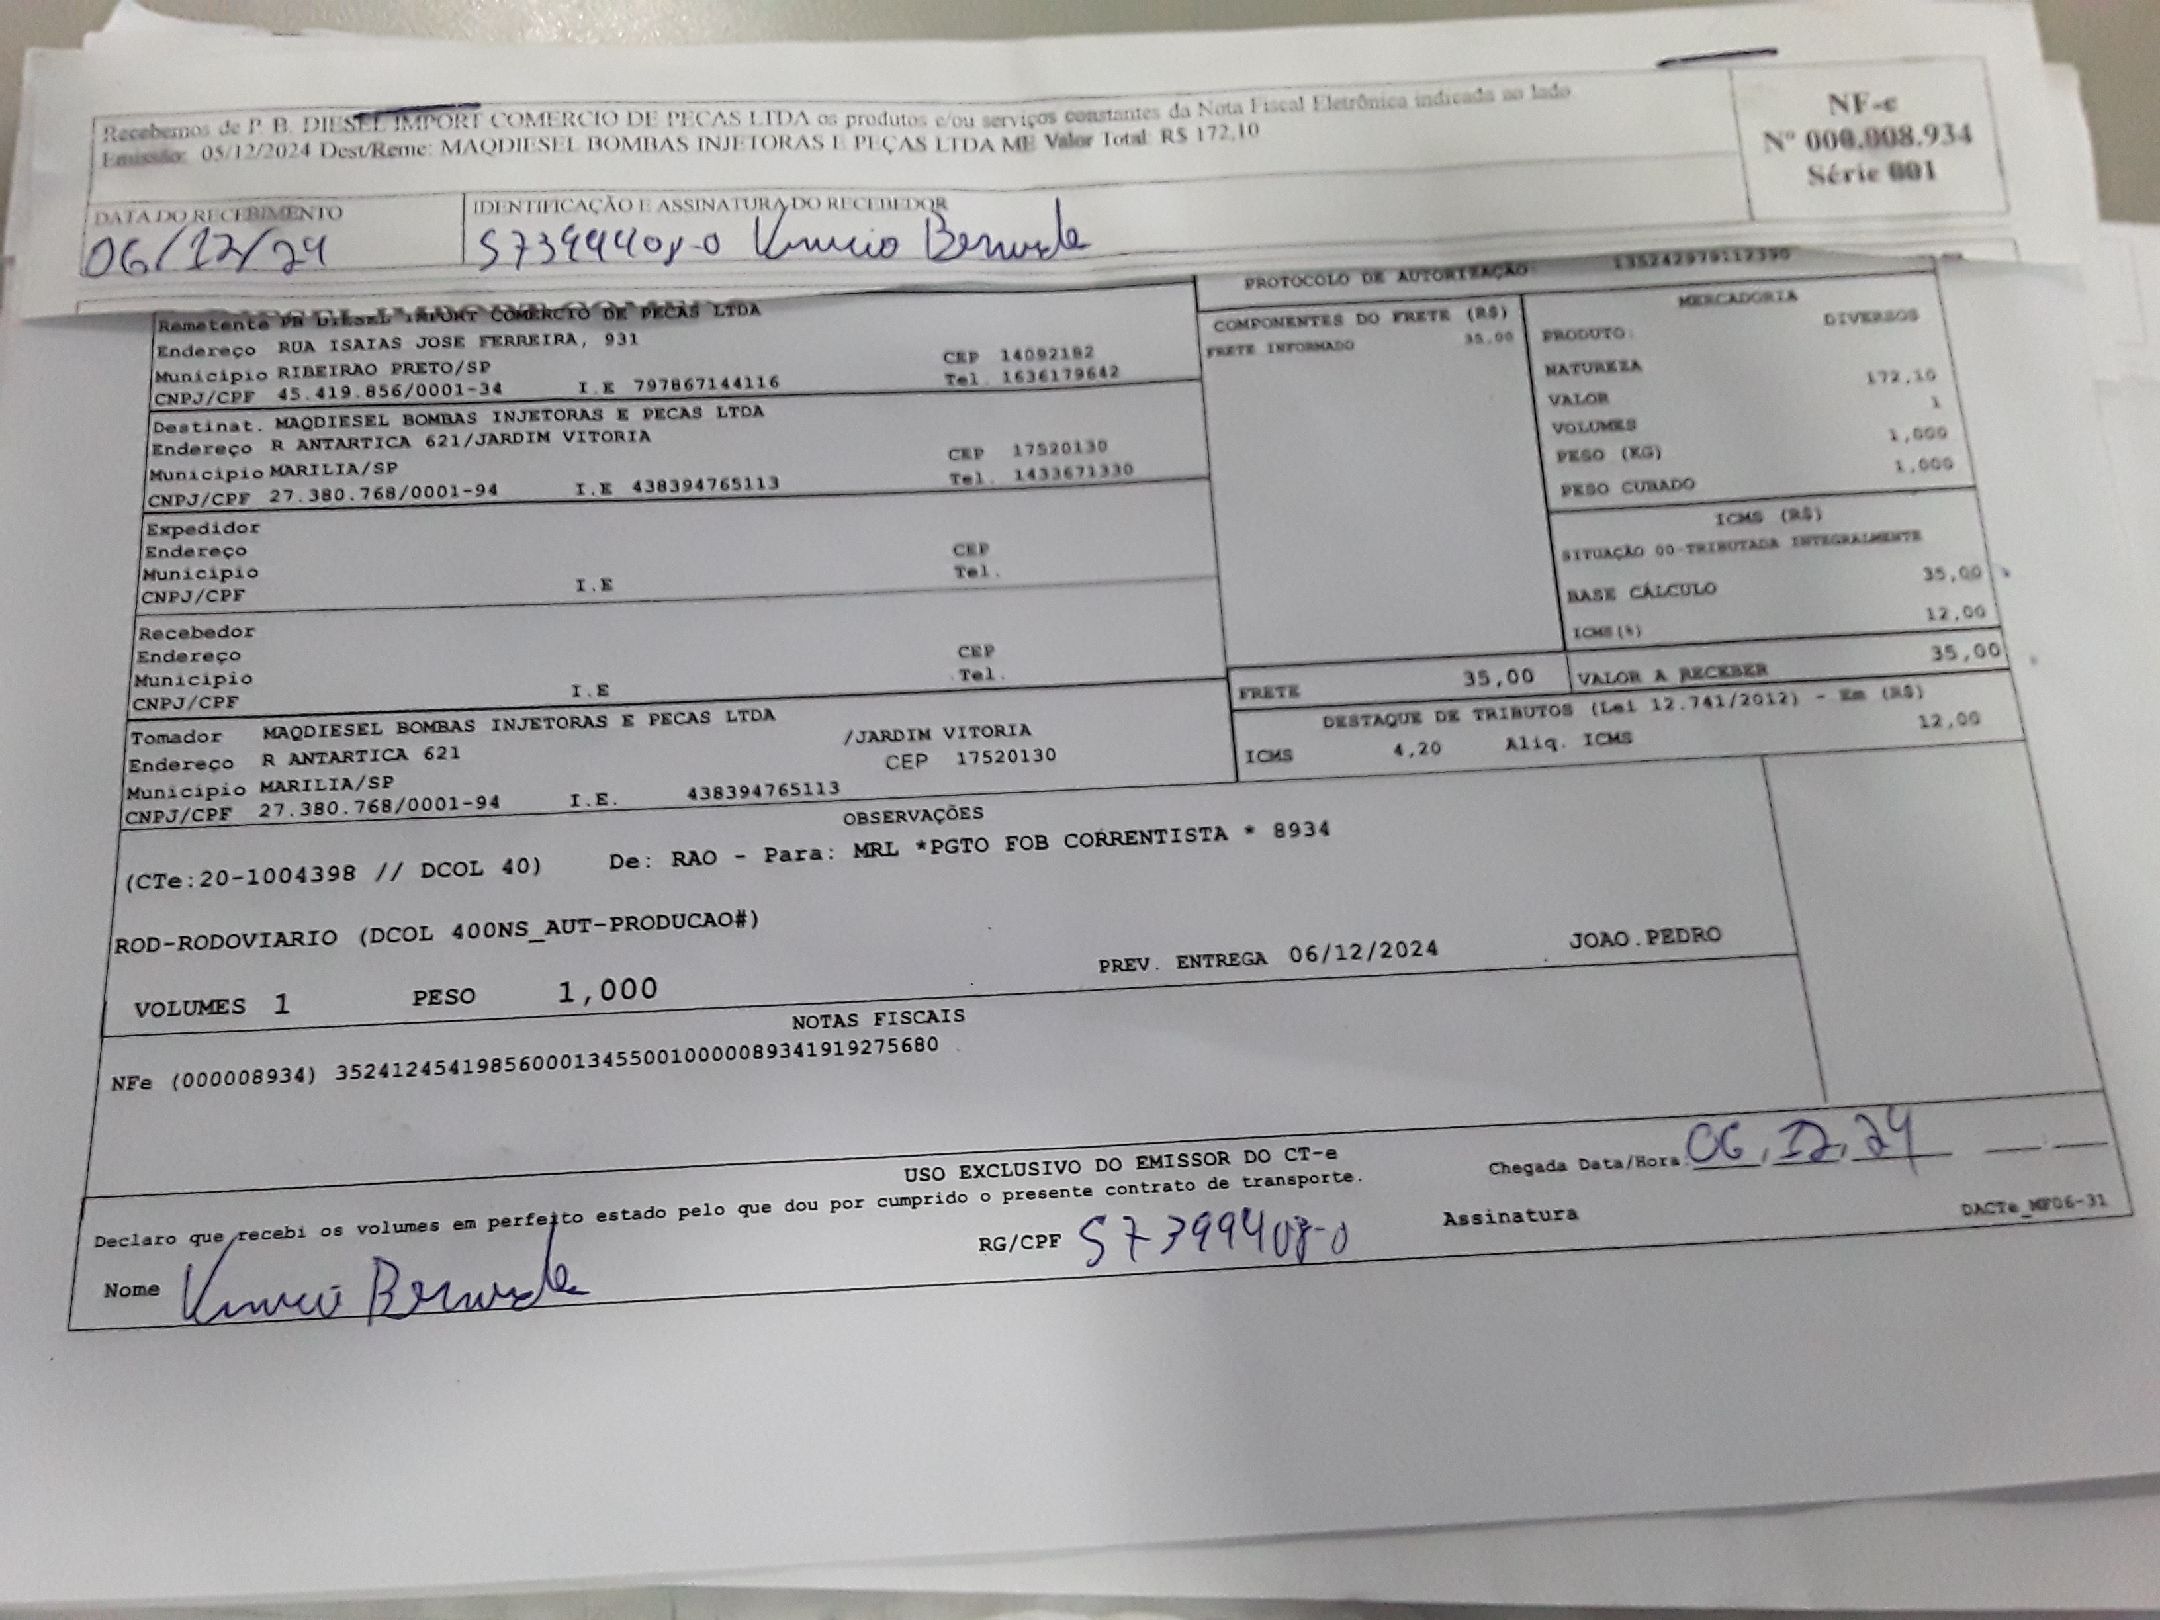 Recebemos de P. B. DIESEL IMPORT COMERCIO DE PECAS LTDA os produtos e/ou serviços constantes da Nota Fiscal Eletrônica indicada ao lado
Emissão: 05/12/2024 Dest/Reme: MAQDIESEL BOMBAS INJETORAS E PEÇAS LTDA ME Valor Total: R$ 172,10
NF-e
Nº 000.008.934
Série 001
DATA DO RECEBIMENTO
06/12/24
IDENTIFICAÇÃO E ASSINATURA DO RECEBEDOR
57399408-0
PROTOCOLO DE AUTORIZAÇÃO: 135242979112390
Remetente PB DIESEL IMPORT COMERCIO DE PECAS LTDA
Endereço RUA ISAIAS JOSE FERREIRA, 931
Município RIBEIRAO PRETO/SP CEP 14092182
CNPJ/CPF 45.419.856/0001-34 I.E 797867144116 Tel. 1636179642
Destinat. MAQDIESEL BOMBAS INJETORAS E PECAS LTDA
Endereço R ANTARTICA 621/JARDIM VITORIA
Município MARILIA/SP CEP 17520130
CNPJ/CPF 27.380.768/0001-94 I.E 438394765113 Tel. 1433671330
Expedidor
Endereço
Município CEP
CNPJ/CPF I.E Tel.
Recebedor
Endereço
Município CEP
CNPJ/CPF I.E Tel.
Tomador MAQDIESEL BOMBAS INJETORAS E PECAS LTDA
Endereço R ANTARTICA 621 /JARDIM VITORIA
Município MARILIA/SP CEP 17520130
CNPJ/CPF 27.380.768/0001-94 I.E. 438394765113
COMPONENTES DO FRETE (R$)
FRETE INFORMADO 35,00
MERCADORIA
PRODUTO: DIVERSOS
NATUREZA
VALOR 172,10
VOLUMES 1
PESO (KG) 1,000
PESO CUBADO 1,000
ICMS (R$)
SITUAÇÃO 00-TRIBUTADA INTEGRALMENTE
BASE CÁLCULO 35,00
ICMS(%) 12,00
FRETE 35,00 VALOR A RECEBER 35,00
DESTAQUE DE TRIBUTOS (Lei 12.741/2012) - Em (R$)
ICMS 4,20 Aliq. ICMS 12,00
OBSERVAÇÕES
(CTe:20-1004398 // DCOL 40) De: RAO - Para: MRL *PGTO FOB CORRENTISTA * 8934
ROD-RODOVIARIO (DCOL 400NS_AUT-PRODUCAO#)
VOLUMES 1 PESO 1,000 PREV. ENTREGA 06/12/2024 JOAO.PEDRO
NOTAS FISCAIS
NFe (000008934) 35241245419856000134550010000089341919275680
USO EXCLUSIVO DO EMISSOR DO CT-e
Declaro que recebi os volumes em perfeito estado pelo que dou por cumprido o presente contrato de transporte.
Chegada Data/Hora 06,12,24
Nome
RG/CPF 57399408-0 Assinatura
DACTe_MF06-31